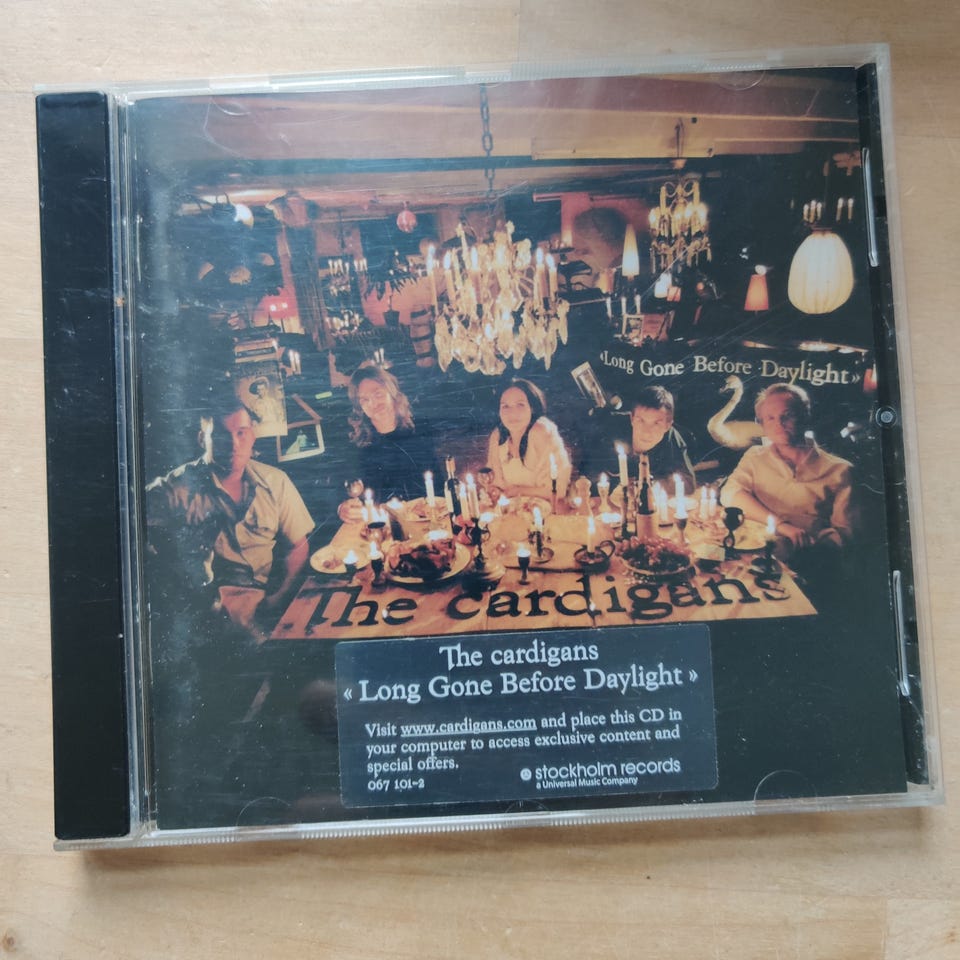 «Long Gone Before Daylight»
The cardigans
The cardigans
« Long Gone Before Daylight »
Visit www.cardigans.com and place this CD in
your computer to access exclusive content and
special offers.
067 101-2
stockholm records
a Universal Music Company